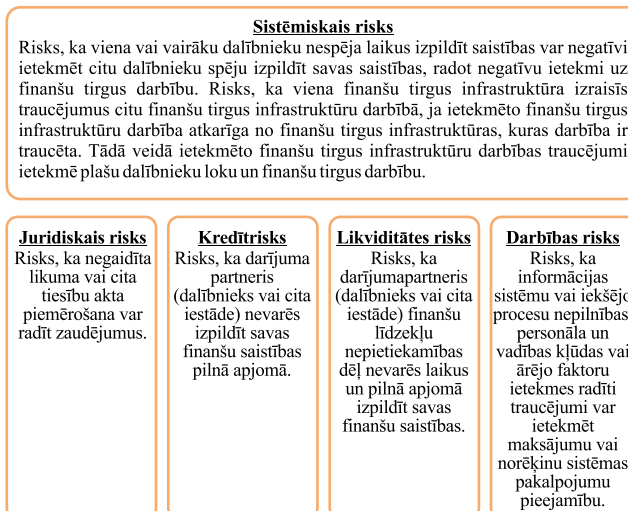 Sistēmiskais risks
Risks, ka viena vai vairāku dalībnieku nespēja laikus izpildīt saistības var negatīvi
ietekmēt citu dalībnieku spēju izpildīt savas saistības, radot negatīvu ietekmi uz
finanšu tirgus darbību. Risks, ka viena finanšu tirgus infrastruktūra izraisīs
traucējumus citu finanšu tirgus infrastruktūru darbībā, ja ietekmēto finanšu tirgus
infrastruktūru darbība atkarīga no finanšu tirgus infrastruktūras, kuras darbība ir
traucēta. Tādā veidā ietekmēto finanšu tirgus infrastruktūru darbības traucējumi
ietekmē plašu dalībnieku loku un finanšu tirgus darbību.
Juridiskais risks
Risks, ka negaidīta
likuma vai cita
tiesību akta
piemērošana var
radīt zaudējumus.
Kredītrisks
Risks, ka darījuma
partneris
(dalībnieks vai cita
iestāde) nevarēs
izpildīt savas
finanšu saistības
pilnā apjomā.
Likviditātes risks
Risks, ka
darījumapartneris
(dalībnieks vai cita
iestāde) finanšu
līdzekļu
nepietiekamības
dēļ nevarēs laikus
un pilnā apjomā
izpildīt savas
finanšu saistības.
Darbības risks
Risks, ka
informācijas
sistēmu vai iekšējo
procesu nepilnības,
personāla un
vadības kļūdas vai
ārējo faktoru
ietekmes radīti
traucējumi var
ietekmēt
maksājumu vai
norēķinu sistēmas
pakalpojumu
pieejamību.